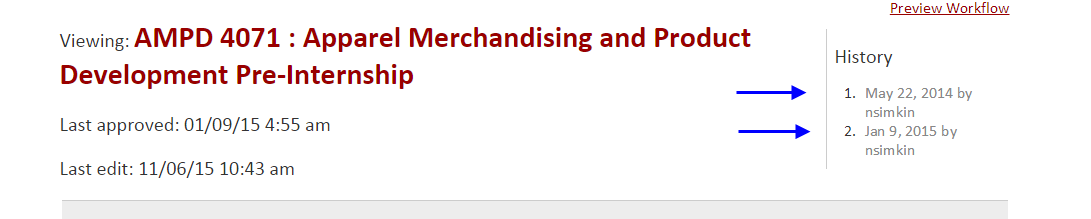 Preview Workflow
Viewing: AMPD 4071 : Apparel Merchandising and Product
Development Pre-Internship
Last approved: 01/09/15 4:55 am
Last edit: 11/06/15 10:43 am
History
1. May 22, 2014 by
nsimkin
2. Jan 9, 2015 by
nsimkin